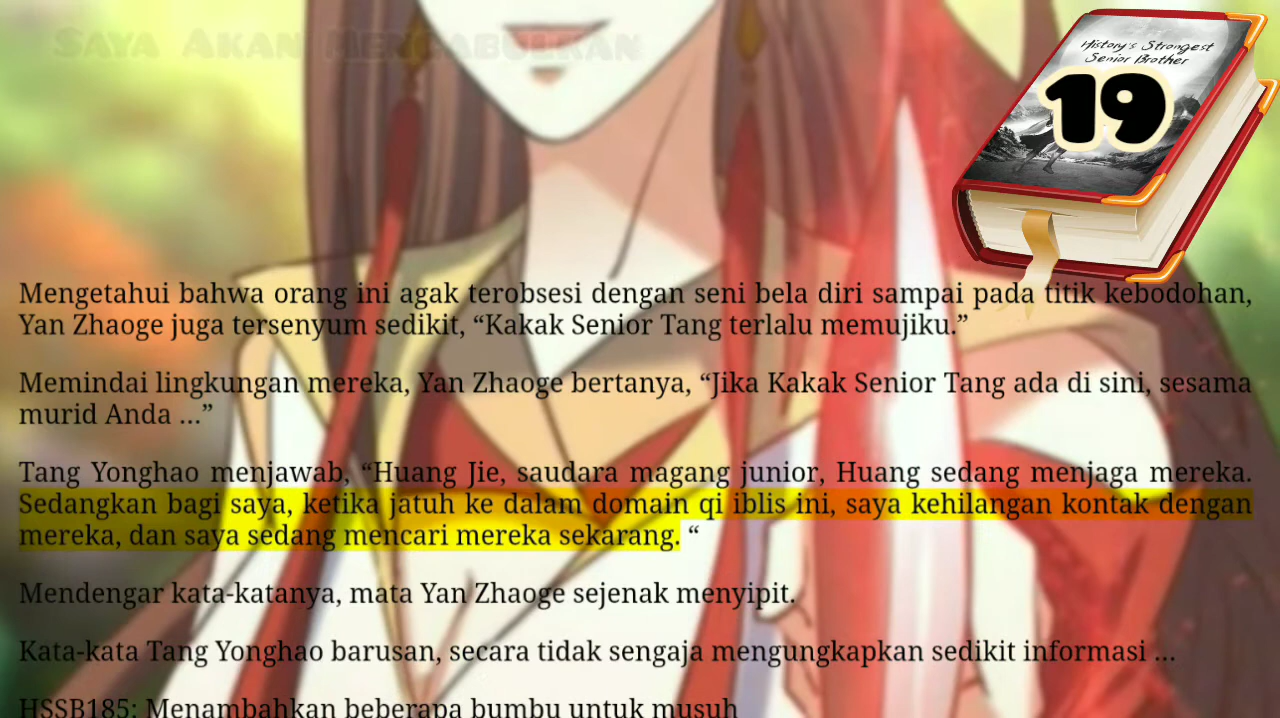 Saya Akan Mengabulkan
History's Strongest
Senior Brother
19
Mengetahui bahwa orang ini agak terobsesi dengan seni bela diri sampai pada titik kebodohan,
Yan Zhaoge juga tersenyum sedikit, “Kakak Senior Tang terlalu memujiku.”
Memindai lingkungan mereka, Yan Zhaoge bertanya, “Jika Kakak Senior Tang ada di sini, sesama
murid Anda ...”
Tang Yonghao menjawab, “Huang Jie, saudara magang junior, Huang sedang menjaga mereka.
Sedangkan bagi saya, ketika jatuh ke dalam domain qi iblis ini, saya kehilangan kontak dengan
mereka, dan saya sedang mencari mereka sekarang. “
Mendengar kata-katanya, mata Yan Zhaoge sejenak menyipit.
Kata-kata Tang Yonghao barusan, secara tidak sengaja mengungkapkan sedikit informasi ...
HSSB185: Menambahkan beberapa bumbu untuk musuh